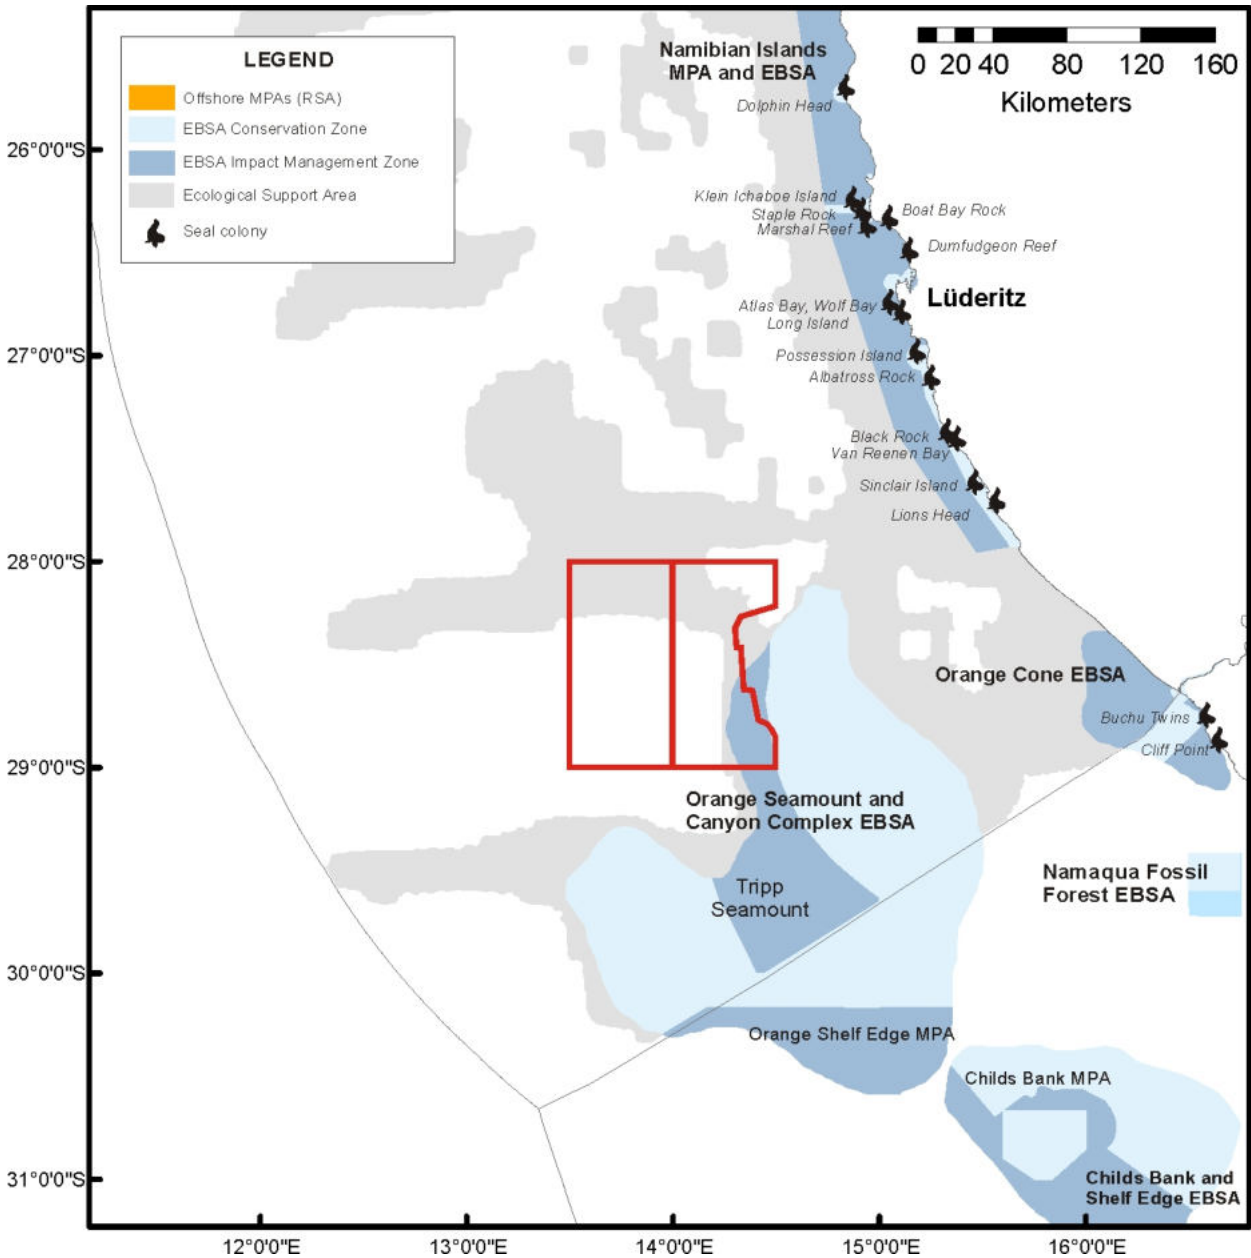 LEGEND
Offshore MPAs (RSA)
EBSA Conservation Zone
EBSA Impact Management Zone
Ecological Support Area
Seal colony
Namibian Islands
MPA and EBSA
0 20 40 80 120 160
Kilometers
Dolphin Head
Klein Ichaboe Island
Staple Rock
Marshal Reef
Boat Bay Rock
Dumfudgeon Reef
Lüderitz
Atlas Bay, Wolf Bay
Long Island
Possession Island
Albatross Rock
Black Rock
Van Reenen Bay
Sinclair Island
Lions Head
Orange Cone EBSA
Buchu Twins
Cliff Point
Orange Seamount and
Canyon Complex EBSA
Tripp
Seamount
Namaqua Fossil
Forest EBSA
Orange Shelf Edge MPA
Childs Bank MPA
Childs Bank and
Shelf Edge EBSA
26°0'0"S
27°0'0"S
28°0'0"S
29°0'0"S
30°0'0"S
31°0'0"S
12°0'0"E 13°0'0"E 14°0'0"E 15°0'0"E 16°0'0"E